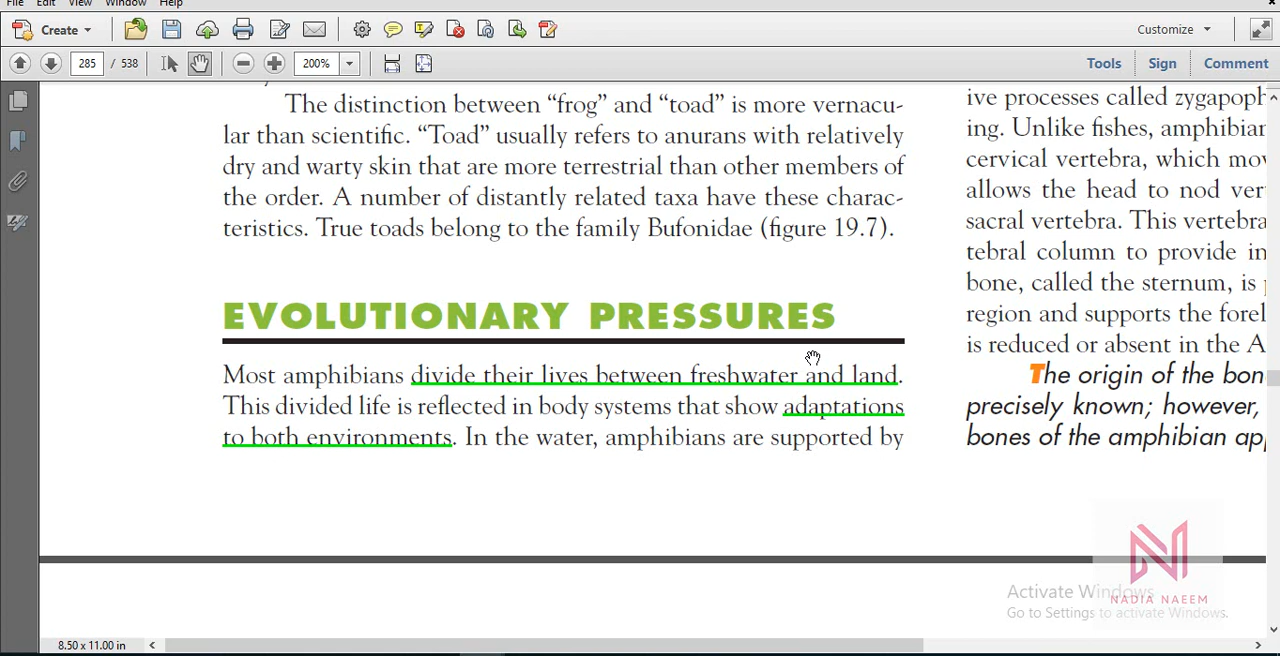 File Edit View Window Help
Create
Customize
285 / 538
200%
Tools Sign Comment
The distinction between “frog” and “toad” is more vernacu-
lar than scientific. “Toad” usually refers to anurans with relatively
dry and warty skin that are more terrestrial than other members of
the order. A number of distantly related taxa have these charac-
teristics. True toads belong to the family Bufonidae (figure 19.7).
EVOLUTIONARY PRESSURES
Most amphibians divide their lives between freshwater and land.
This divided life is reflected in body systems that show adaptations
to both environments. In the water, amphibians are supported by
ive processes called zygapoph
ing. Unlike fishes, amphibian
cervical vertebra, which mov
allows the head to nod ver
sacral vertebra. This vertebra
tebral column to provide in
bone, called the sternum, is
region and supports the forel
is reduced or absent in the A
The origin of the bon
precisely known; however,
bones of the amphibian app
NADIA NAEEM
Activate Windows
Go to Settings to activate Windows.
8.50 x 11.00 in